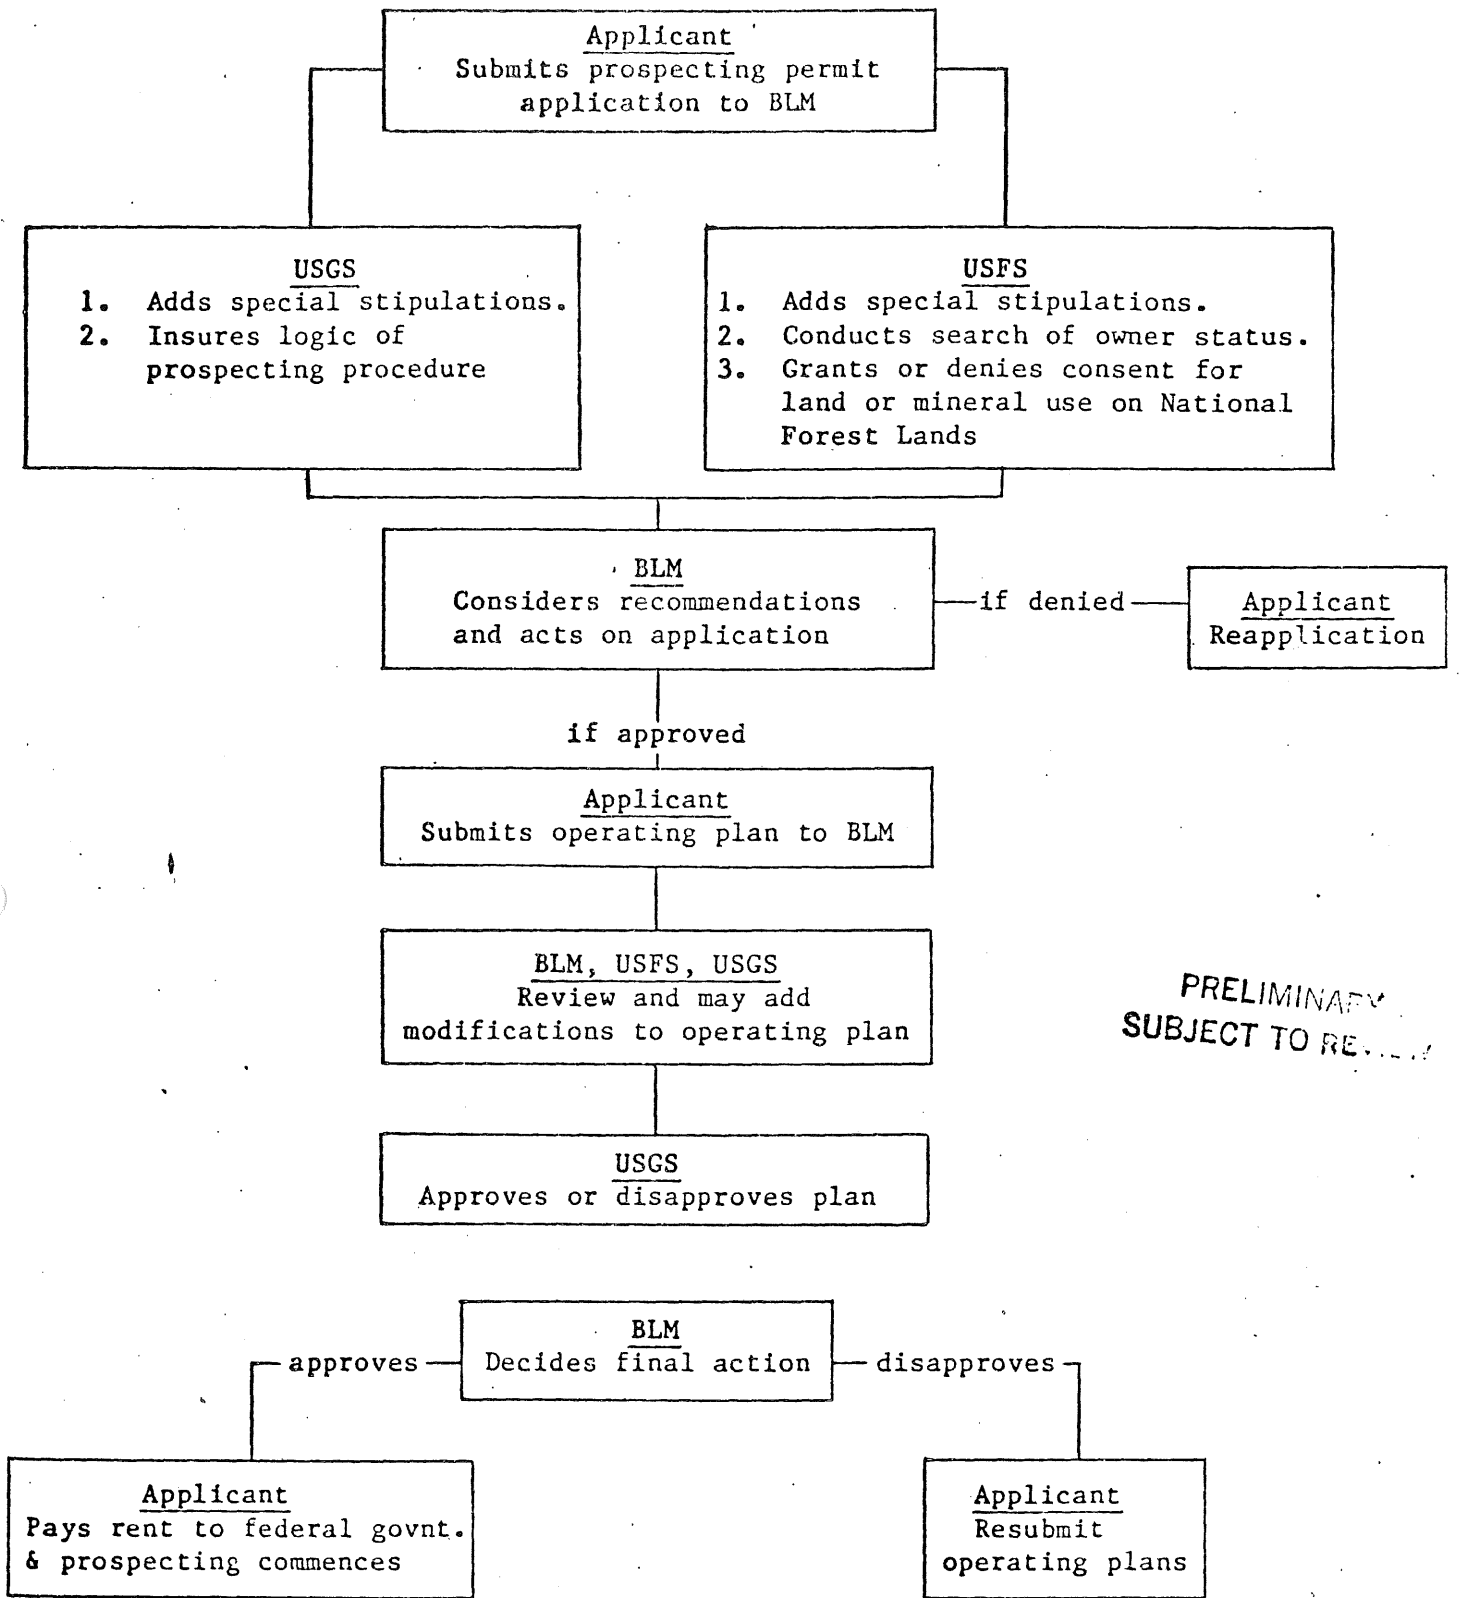 Applicant
Submits prospecting permit
application to BLM
USGS
1. Adds special stipulations.
2. Insures logic of
prospecting procedure
USFS
1. Adds special stipulations.
2. Conducts search of owner status.
3. Grants or denies consent for
land or mineral use on National
Forest Lands
BLM
Considers recommendations
and acts on application
if denied
Applicant
Reapplication
if approved
Applicant
Submits operating plan to BLM
BLM, USFS, USGS
Review and may add
modifications to operating plan
PRELIMINARY
SUBJECT TO
USGS
Approves or disapproves plan
BLM
Decides final action
approves
disapproves
Applicant
Pays rent to federal govnt.
& prospecting commences
Applicant
Resubmit
operating plans